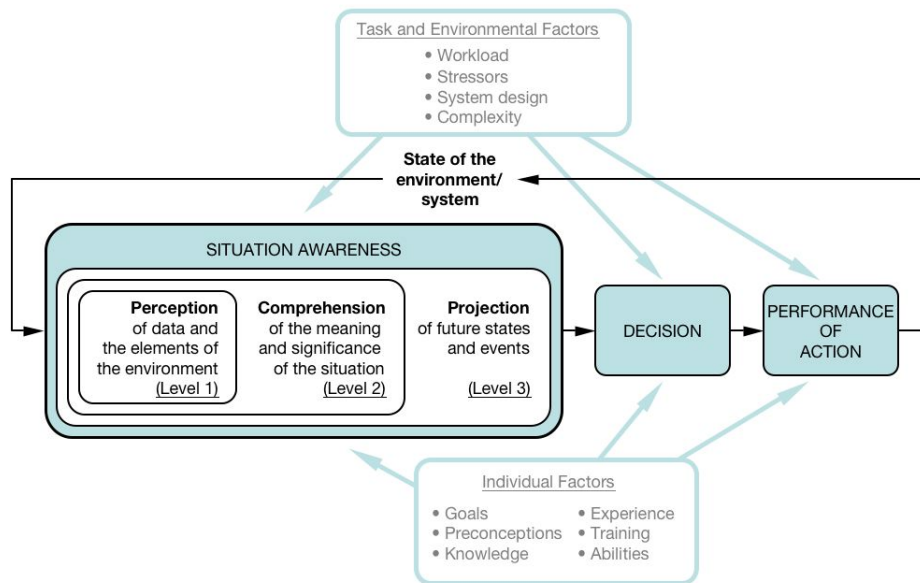 Task and Environmental Factors
• Workload
• Stressors
• System design
• Complexity
State of the
environment/
system
SITUATION AWARENESS
Perception
of data and
the elements of
the environment
(Level 1)
Comprehension
of the meaning
and significance
of the situation
(Level 2)
Projection
of future states
and events
(Level 3)
DECISION
PERFORMANCE
OF
ACTION
Individual Factors
• Goals
• Preconceptions
• Knowledge
• Experience
• Training
• Abilities